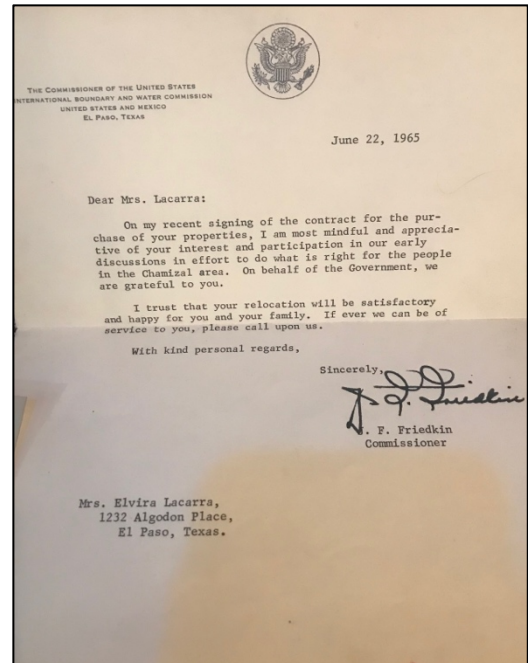 THE COMMISSIONER OF THE UNITED STATES
INTERNATIONAL BOUNDARY AND WATER COMMISSION
UNITED STATES AND MEXICO
EL PASO, TEXAS
June 22, 1965
Dear Mrs. Lacarra:
On my recent signing of the contract for the pur-
chase of your properties, I am most mindful and apprecia-
tive of your interest and participation in our early
discussions in effort to do what is right for the people
in the Chamizal area. On behalf of the Government, we
are grateful to you.
I trust that your relocation will be satisfactory
and happy for you and your family. If ever we can be of
service to you, please call upon us.
With kind personal regards,
Sincerely,
J. F. Friedkin
. F. Friedkin
Commissioner
Mrs. Elvira Lacarra,
1232 Algodon Place,
El Paso, Texas.